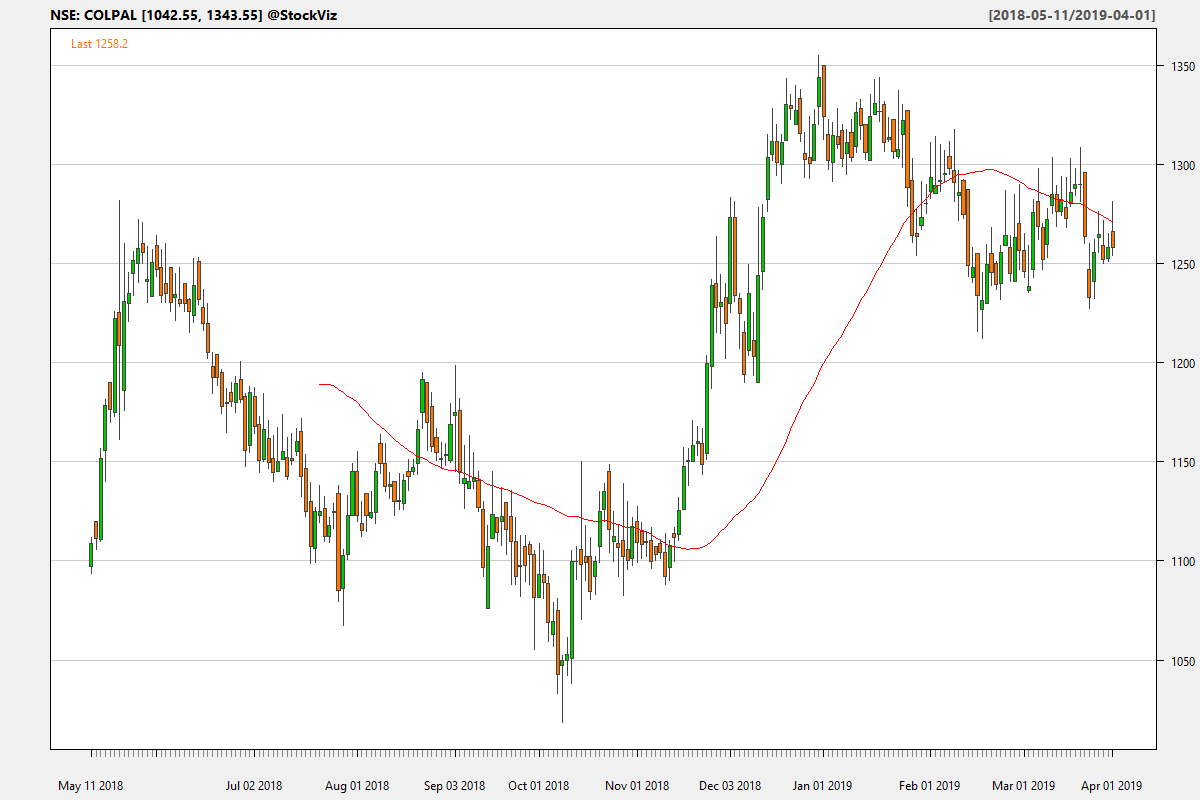 NSE: COLPAL [1042.55, 1343.55] @StockViz [2018-05-11/2019-04-01]
Last 1258.2
1350
1300
1250
1200
1150
1100
1050
May 11 2018 Jul 02 2018 Aug 01 2018 Sep 03 2018 Oct 01 2018 Nov 01 2018 Dec 03 2018 Jan 01 2019 Feb 01 2019 Mar 01 2019 Apr 01 2019